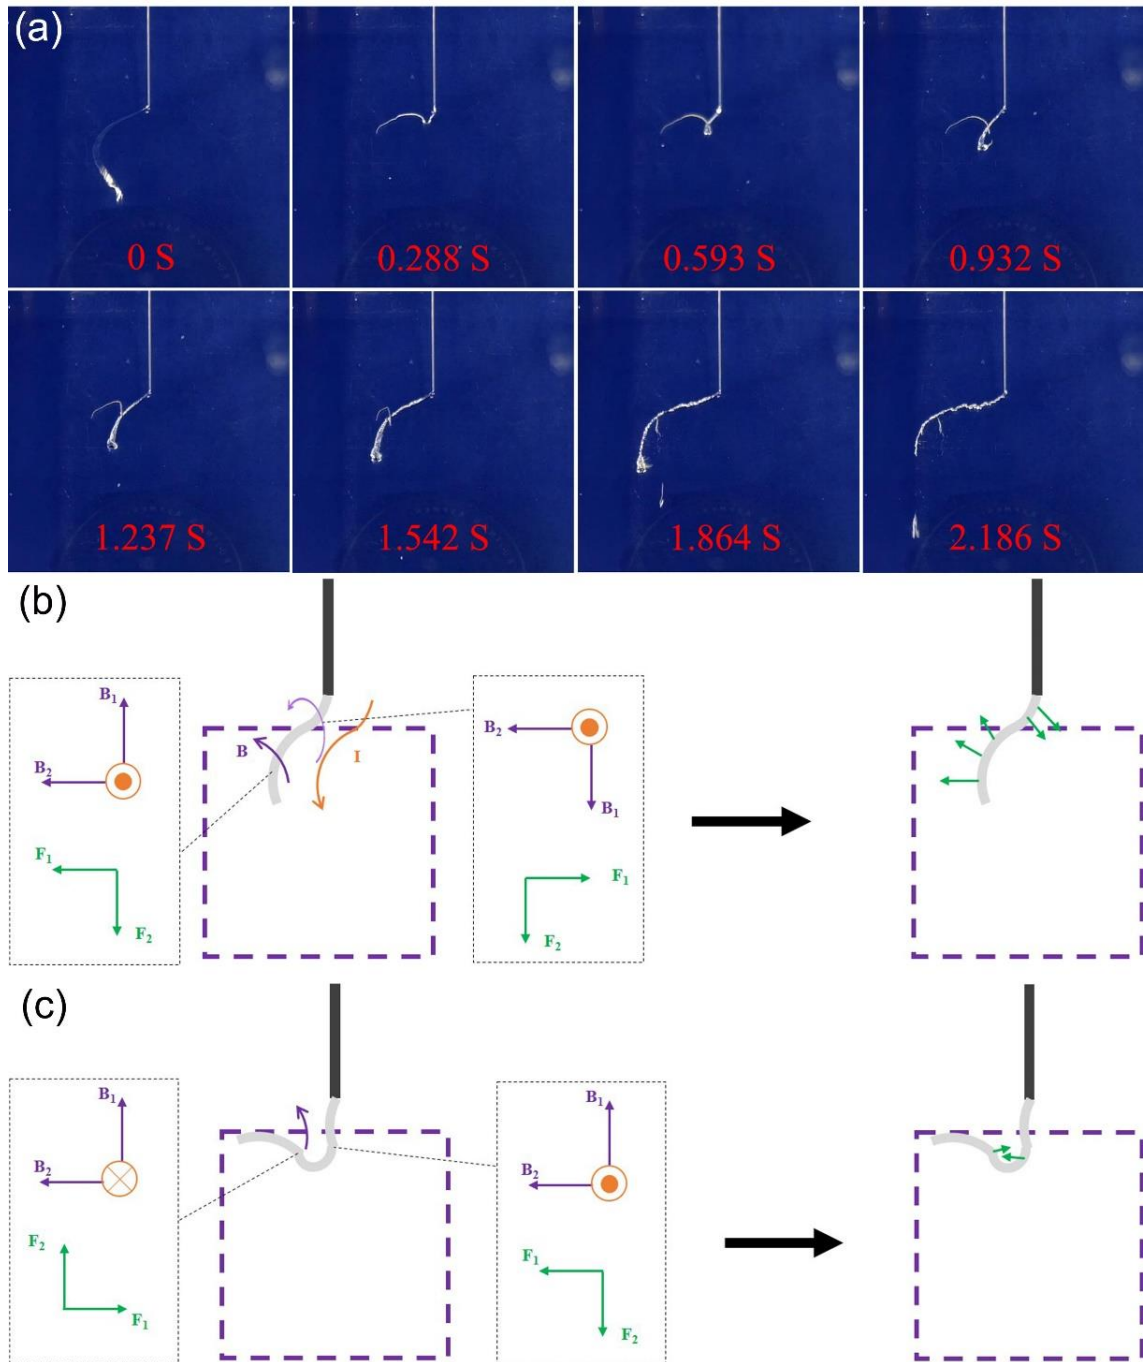 (a)
0 S
0.288 S
0.593 S
0.932 S
1.237 S
1.542 S
1.864 S
2.186 S
(b)
B₁
B₂
F₁
F₂
B
I
B₂
B₁
F₁
F₂
(c)
B₁
B₂
F₂
F₁
B₁
B₂
F₁
F₂